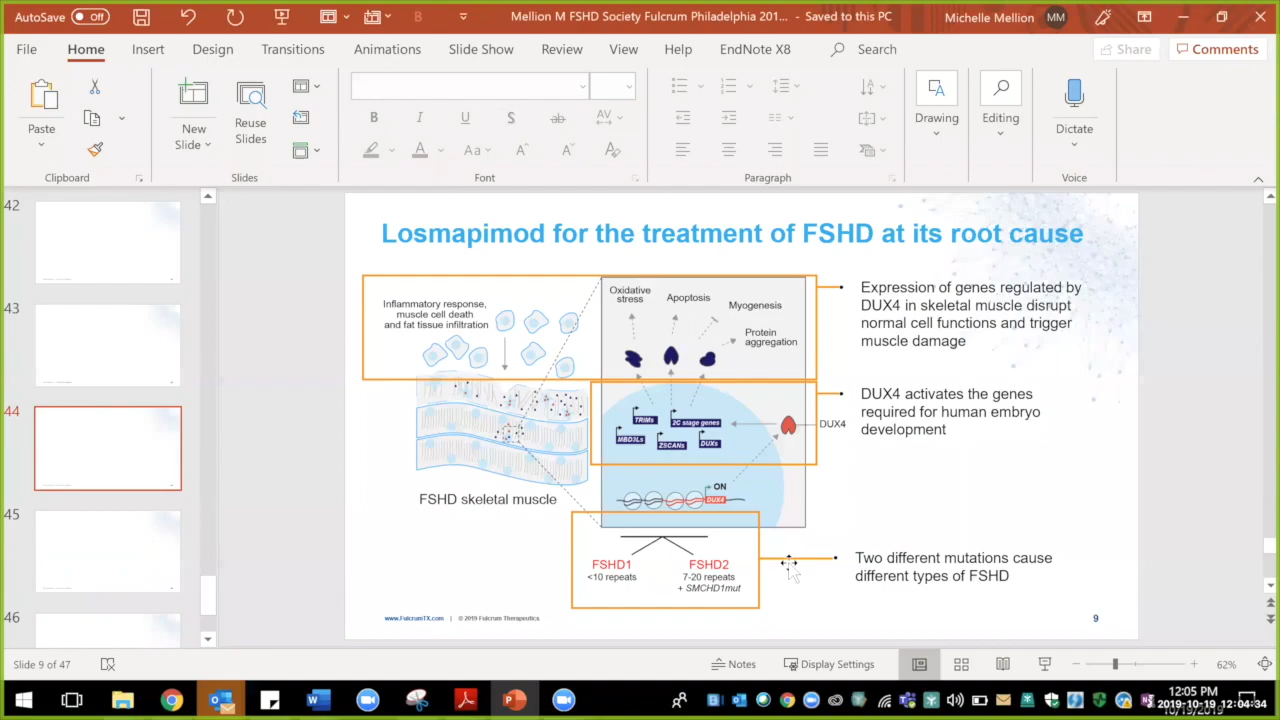 AutoSave Off
B
Mellion M FSHD Society Fulcrum Philadelphia 201... - Saved to this PC
Michelle Mellion MM
File Home Insert Design Transitions Animations Slide Show Review View Help EndNote X8 Search
Share Comments
Paste
New Slide
Reuse Slides
B I U S ab AV
A Aa A A
Drawing
Editing
Dictate
Clipboard Slides Font Paragraph Voice
42
43
44
45
46
Losmapimod for the treatment of FSHD at its root cause
Inflammatory response,
muscle cell death
and fat tissue infiltration
Oxidative
stress
Apoptosis
Myogenesis
Protein
aggregation
Expression of genes regulated by
DUX4 in skeletal muscle disrupt
normal cell functions and trigger
muscle damage
TRIMs
2C stage genes
MBD3Ls
ZSCANs
DUXs
DUX4
DUX4 activates the genes
required for human embryo
development
ON
DUX4
FSHD skeletal muscle
FSHD1
<10 repeats
FSHD2
7-20 repeats
+ SMCHD1mut
Two different mutations cause
different types of FSHD
www.FulcrumTX.com | © 2019 Fulcrum Therapeutics
9
Slide 9 of 47
Notes Display Settings
62%
12:05 PM
2019-10-19 12:04:34
10/19/2019